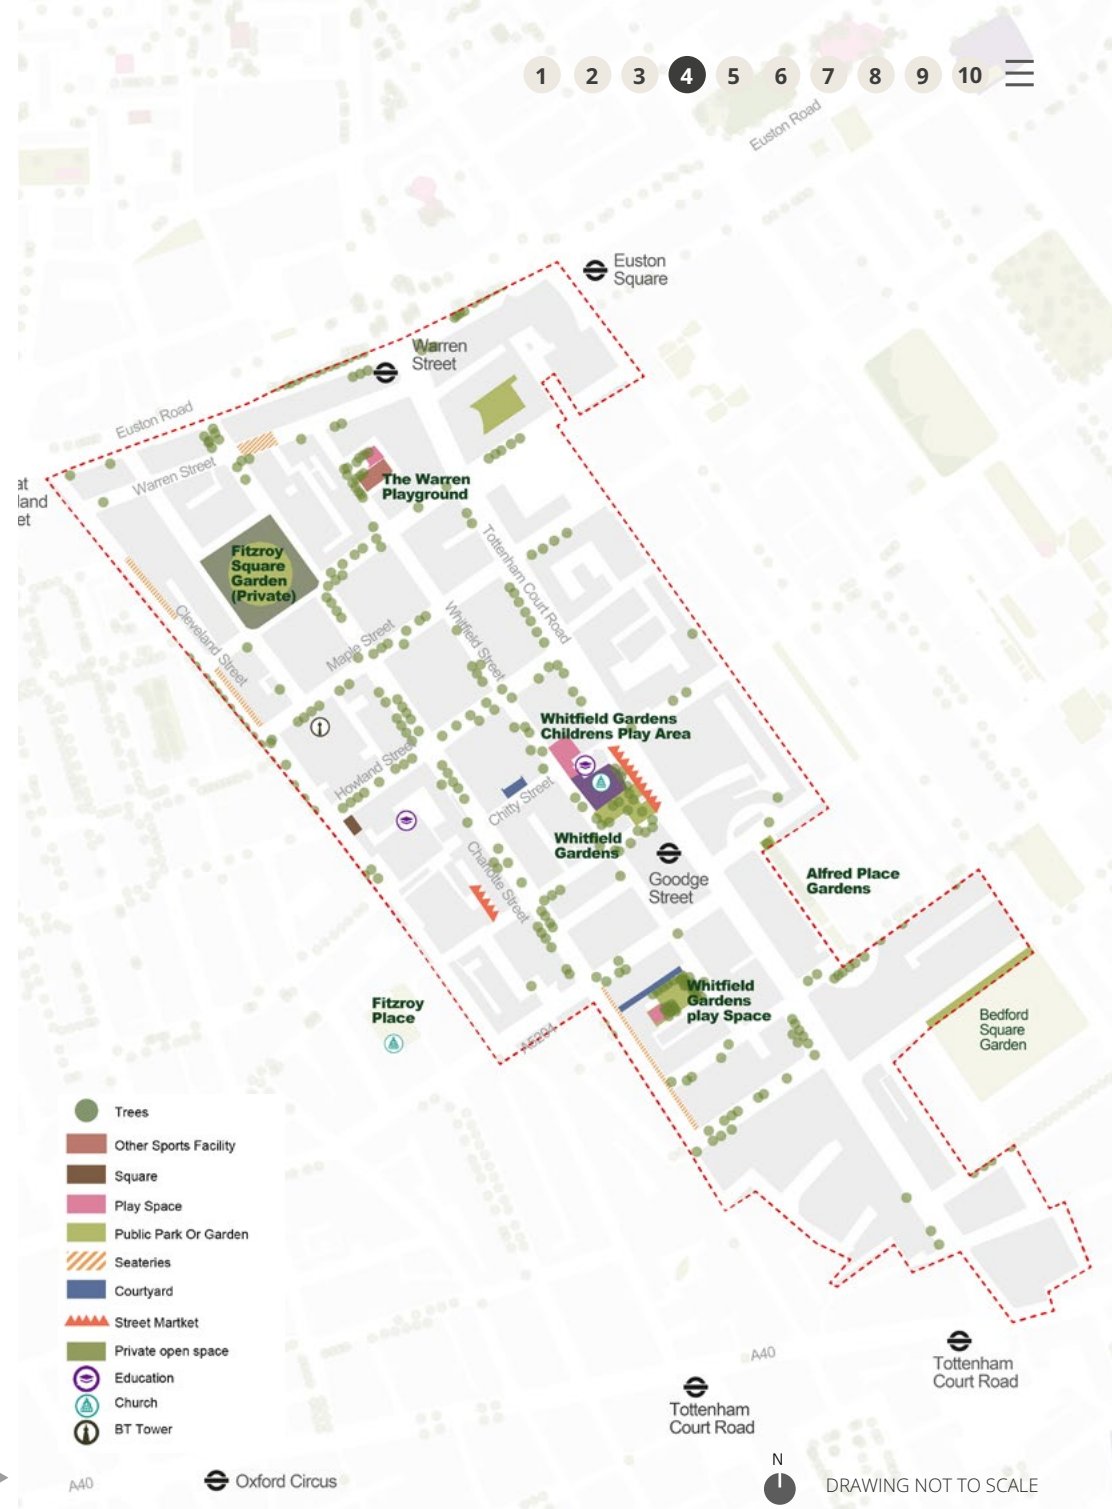 1 2 3 4 5 6 7 8 9 10
Euston Road
Euston
Square
Warren
Street
Euston Road
Warren Street
at
land
et
The Warren
Playground
Fitzroy
Square
Garden
(Private)
Tottenham Court Road
Cleveland Street
Maple Street
Whitfield Street
Whitfield Gardens
Childrens Play Area
Howland Street
Chitty Street
Whitfield
Gardens
Charlotte Street
Goodge
Street
Alfred Place
Gardens
Fitzroy
Place
Whitfield
Gardens
play Space
A5204
Bedford
Square
Garden
Trees
Other Sports Facility
Square
Play Space
Public Park Or Garden
Seateries
Courtyard
Street Martket
Private open space
Education
Church
BT Tower
A40
Tottenham
Court Road
Tottenham
Court Road
A40
Oxford Circus
N
DRAWING NOT TO SCALE